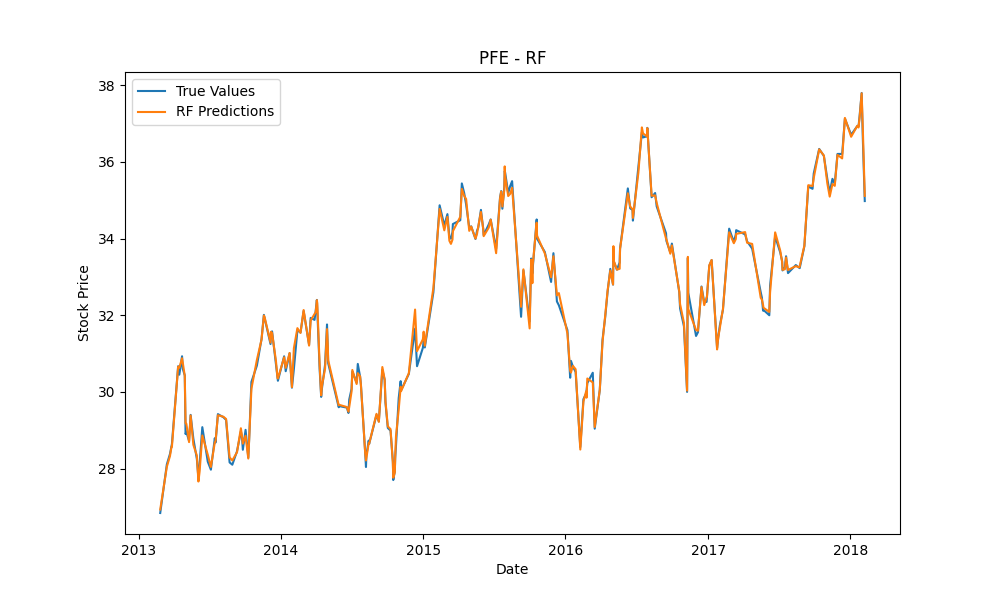 PFE - RF
True Values
RF Predictions
Stock Price
38
36
34
32
30
28
2013 2014 2015 2016 2017 2018
Date